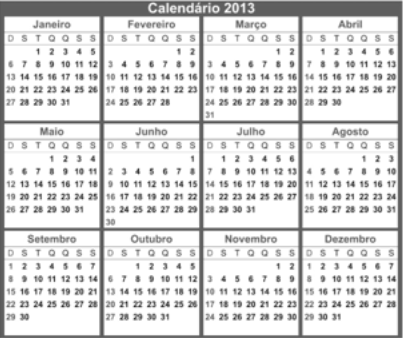 Calendário 2013
Janeiro Fevereiro Março Abril
D S T Q Q S S D S T Q Q S S D S T Q Q S S D S T Q Q S S
1 2 3 4 5 1 2 1 2 1 2 3 4 5 6
6 7 8 9 10 11 12 3 4 5 6 7 8 9 3 4 5 6 7 8 9 7 8 9 10 11 12 13
13 14 15 16 17 18 19 10 11 12 13 14 15 16 10 11 12 13 14 15 16 14 15 16 17 18 19 20
20 21 22 23 24 25 26 17 18 19 20 21 22 23 17 18 19 20 21 22 23 21 22 23 24 25 26 27
27 28 29 30 31 24 25 26 27 28 24 25 26 27 28 29 30 28 29 30
31
Maio Junho Julho Agosto
D S T Q Q S S D S T Q Q S S D S T Q Q S S D S T Q Q S S
1 2 3 4 1 1 2 3 4 5 6 1 2 3
5 6 7 8 9 10 11 2 3 4 5 6 7 8 7 8 9 10 11 12 13 4 5 6 7 8 9 10
12 13 14 15 16 17 18 9 10 11 12 13 14 15 14 15 16 17 18 19 20 11 12 13 14 15 16 17
19 20 21 22 23 24 25 16 17 18 19 20 21 22 21 22 23 24 25 26 27 18 19 20 21 22 23 24
26 27 28 29 30 31 23 24 25 26 27 28 29 28 29 30 31 25 26 27 28 29 30 31
30
Setembro Outubro Novembro Dezembro
D S T Q Q S S D S T Q Q S S D S T Q Q S S D S T Q Q S S
1 2 3 4 5 6 7 1 2 3 4 5 1 2 1 2 3 4 5 6 7
8 9 10 11 12 13 14 6 7 8 9 10 11 12 3 4 5 6 7 8 9 8 9 10 11 12 13 14
15 16 17 18 19 20 21 13 14 15 16 17 18 19 10 11 12 13 14 15 16 15 16 17 18 19 20 21
22 23 24 25 26 27 28 20 21 22 23 24 25 26 17 18 19 20 21 22 23 22 23 24 25 26 27 28
29 30 27 28 29 30 31 24 25 26 27 28 29 30 29 30 31